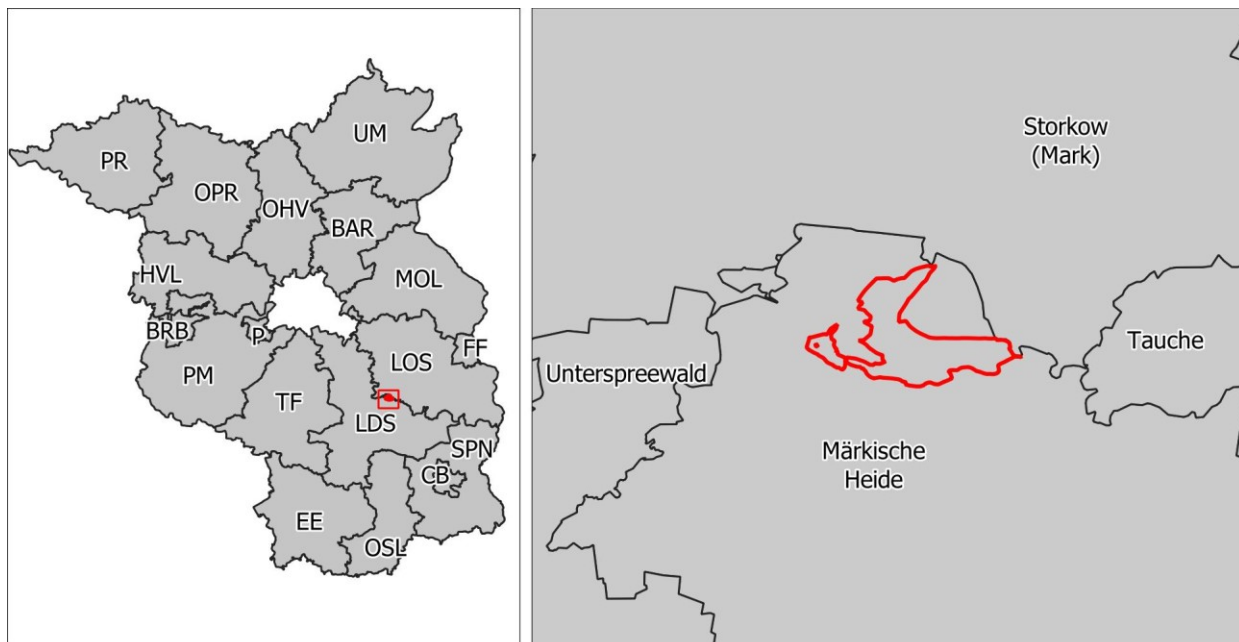 UM
PR
OPR
OHV
BAR
HVL
MOL
BRB
P
FF
LOS
PM
TF
LDS
SPN
CB
EE
OSL
Storkow
(Mark)
Tauche
Unterspreewald
Märkische
Heide